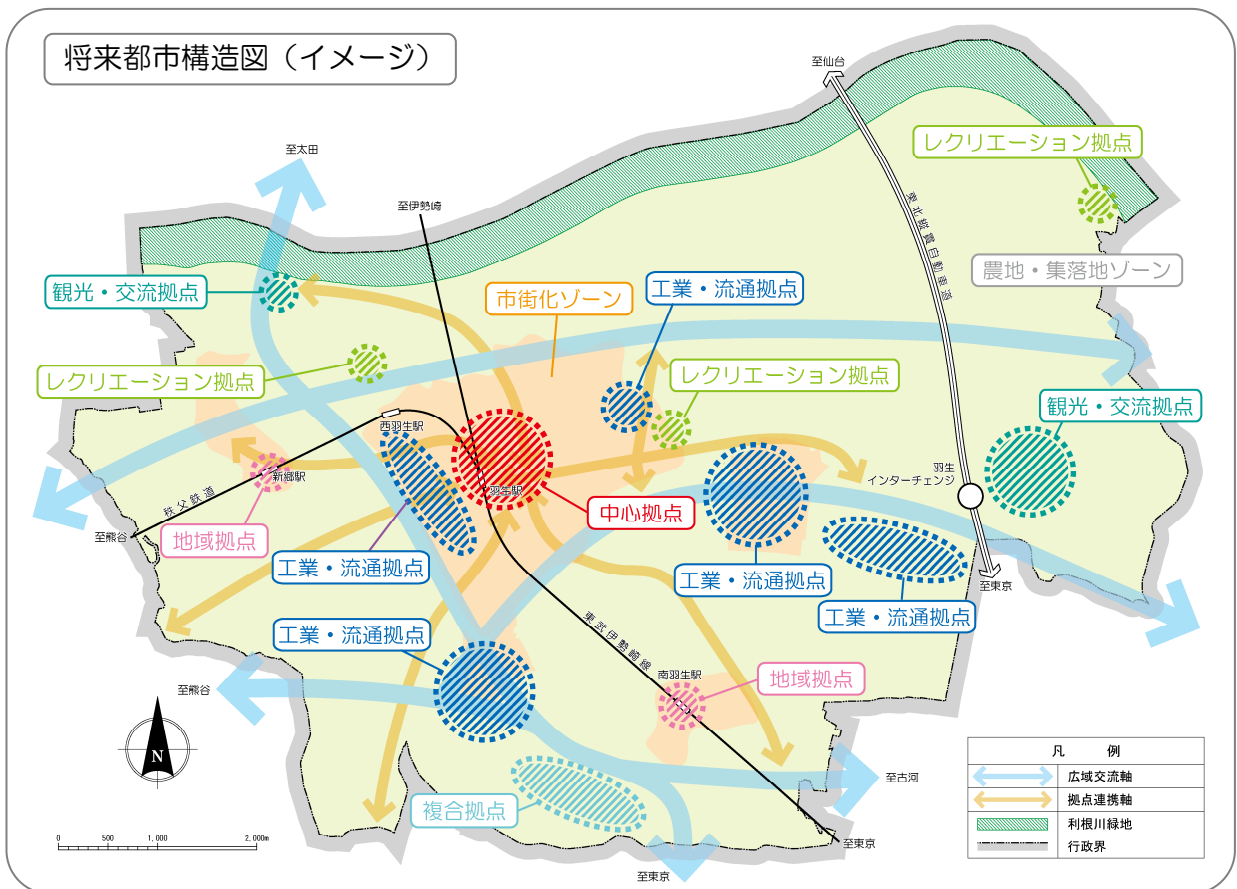 将来都市構造図（イメージ）
至仙台
レクリエーション拠点
至太田
至伊勢崎
東北縦貫自動車道
農地・集落地ゾーン
観光・交流拠点
市街化ゾーン
工業・流通拠点
レクリエーション拠点
レクリエーション拠点
観光・交流拠点
西羽生駅
新郷駅
羽生駅
羽生
インターチェンジ
秩父鉄道
中心拠点
至熊谷
地域拠点
工業・流通拠点
工業・流通拠点
至東京
工業・流通拠点
工業・流通拠点
東武伊勢崎線
南羽生駅
地域拠点
至熊谷
N
複合拠点
至古河
至東京
至東京
0 500 1,000 2,000m
凡 例
広域交流軸
拠点連携軸
利根川緑地
行政界